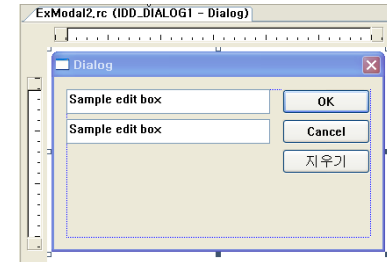 ExModal2.rc (IDD_DIALOG1 - Dialog)
Dialog
Sample edit box
OK
Sample edit box
Cancel
지우기